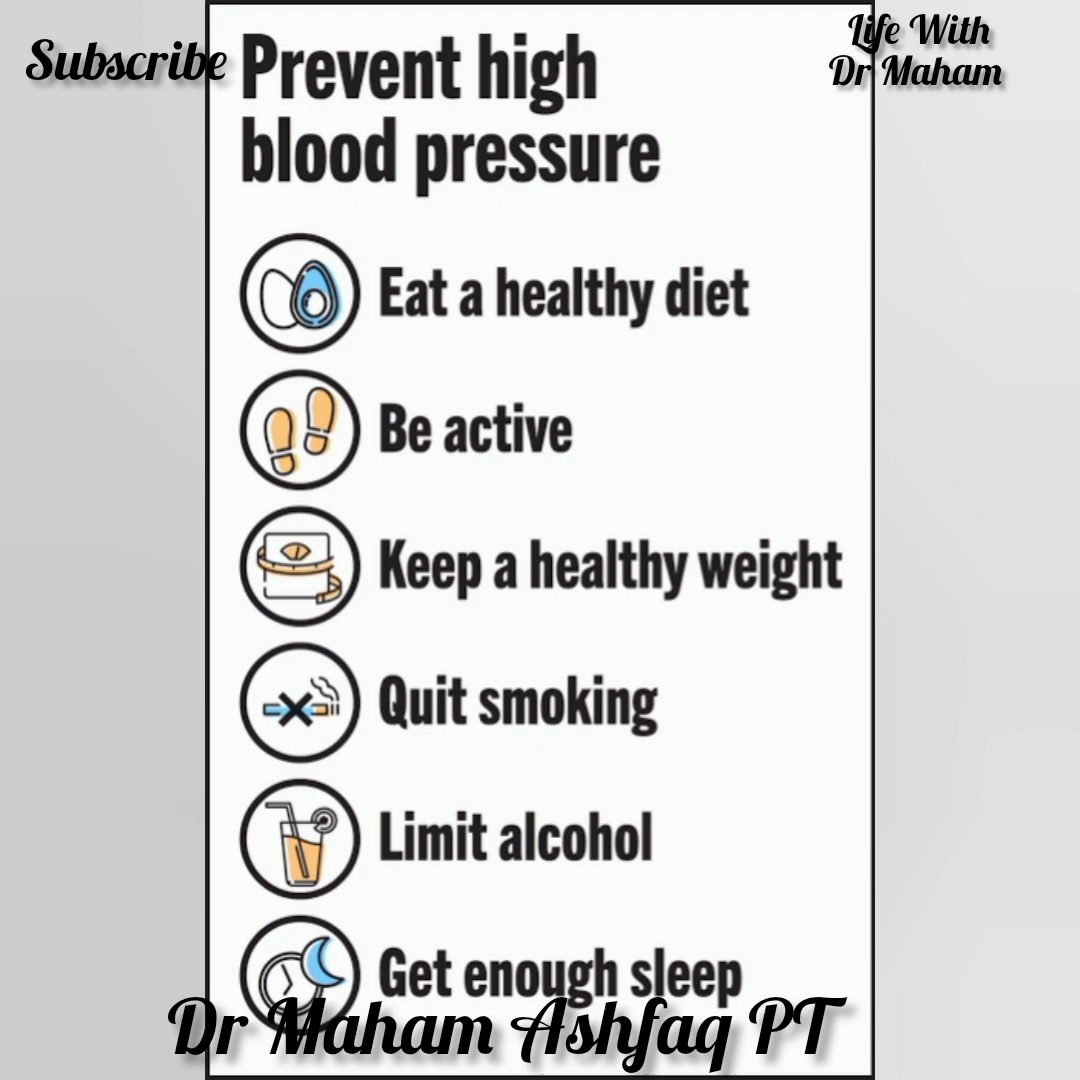 Subscribe
Life With
Dr Maham
Prevent high
blood pressure
Eat a healthy diet
Be active
Keep a healthy weight
Quit smoking
Limit alcohol
Get enough sleep
Dr Maham Ashfaq PT